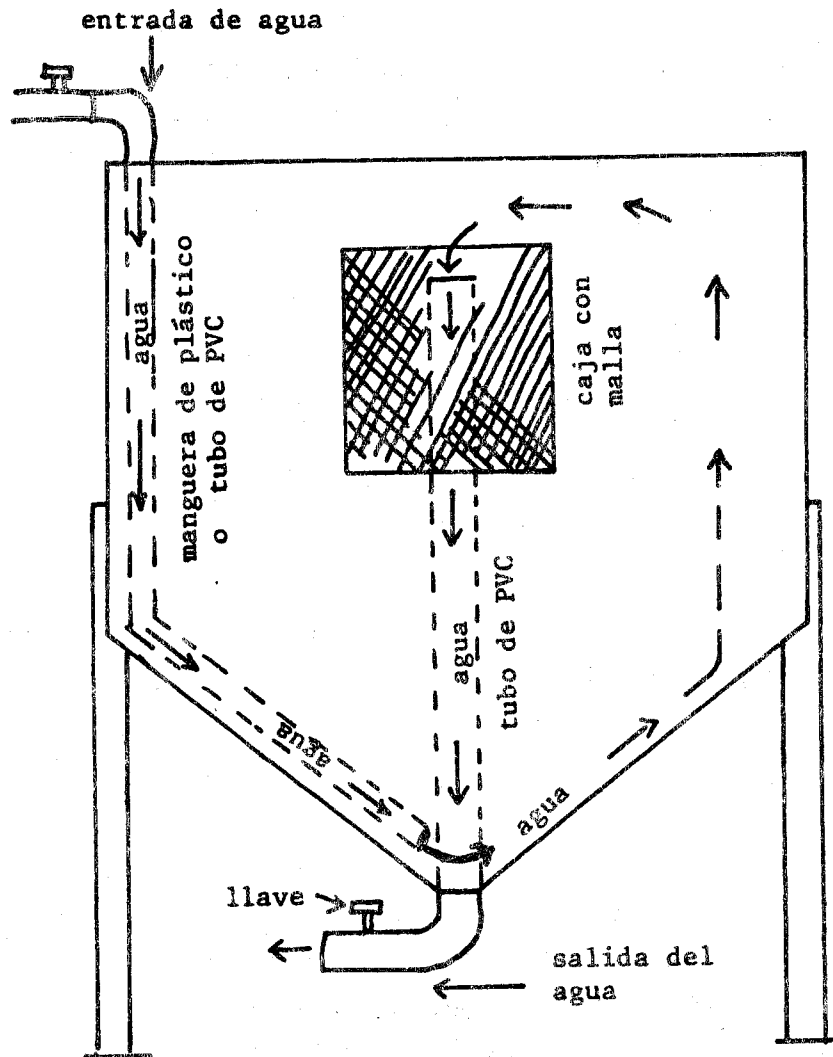 entrada de agua
agua
manguera de plástico
o tubo de PVC
caja con
malla
agua
tubo de PVC
agua
agua
llave
salida del
agua